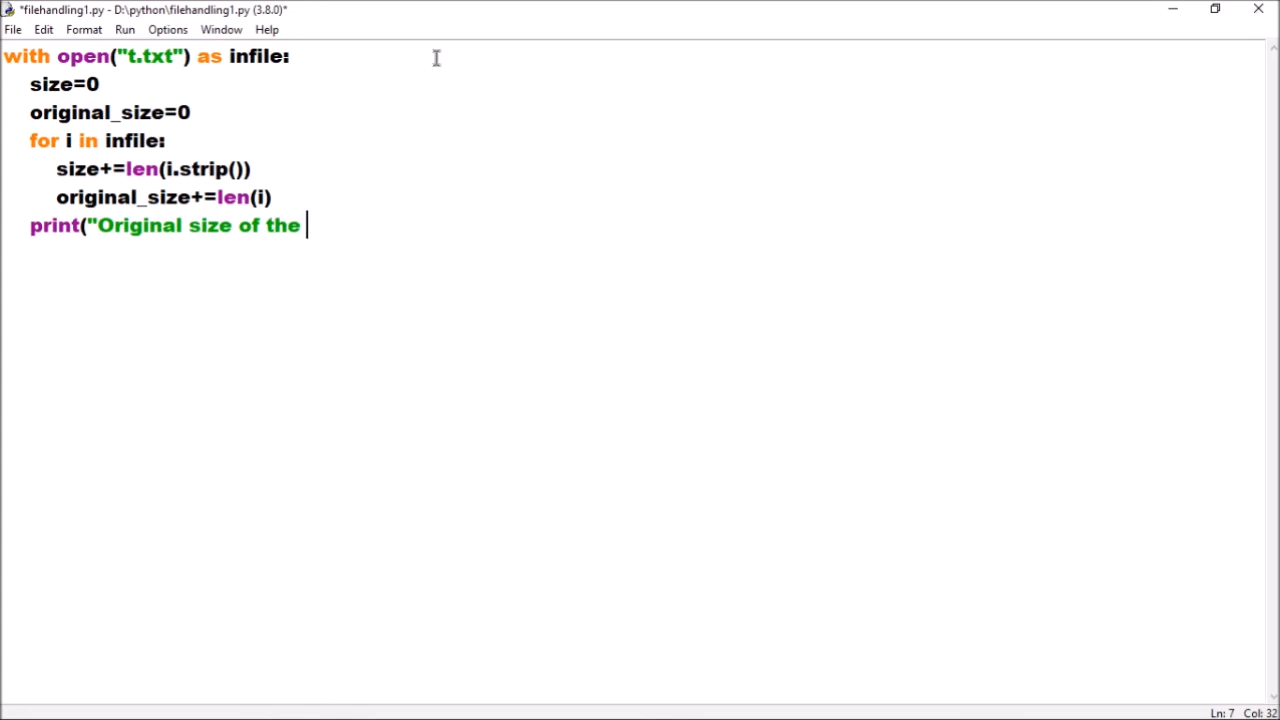 *filehandling1.py - D:\python\filehandling1.py (3.8.0)*
File Edit Format Run Options Window Help
with open("t.txt") as infile:
    size=0
    original_size=0
    for i in infile:
        size+=len(i.strip())
        original_size+=len(i)
    print("Original size of the
Ln: 7 Col: 32